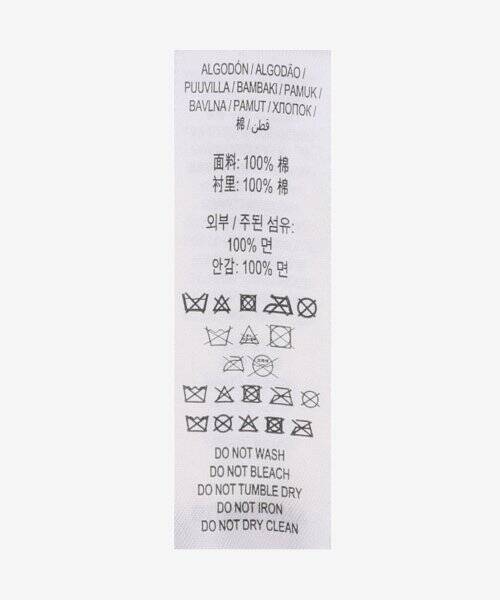 ALGODÓN / ALGODÃO /
PUUVILLA / BAMBAKI / PAMUK /
BAVLNA / PAMUT / ХЛОПОК /
棉 / قطن /
面料: 100% 棉
衬里: 100% 棉
외부 / 주된 섬유:
100% 면
안감: 100% 면
DO NOT WASH
DO NOT BLEACH
DO NOT TUMBLE DRY
DO NOT IRON
DO NOT DRY CLEAN